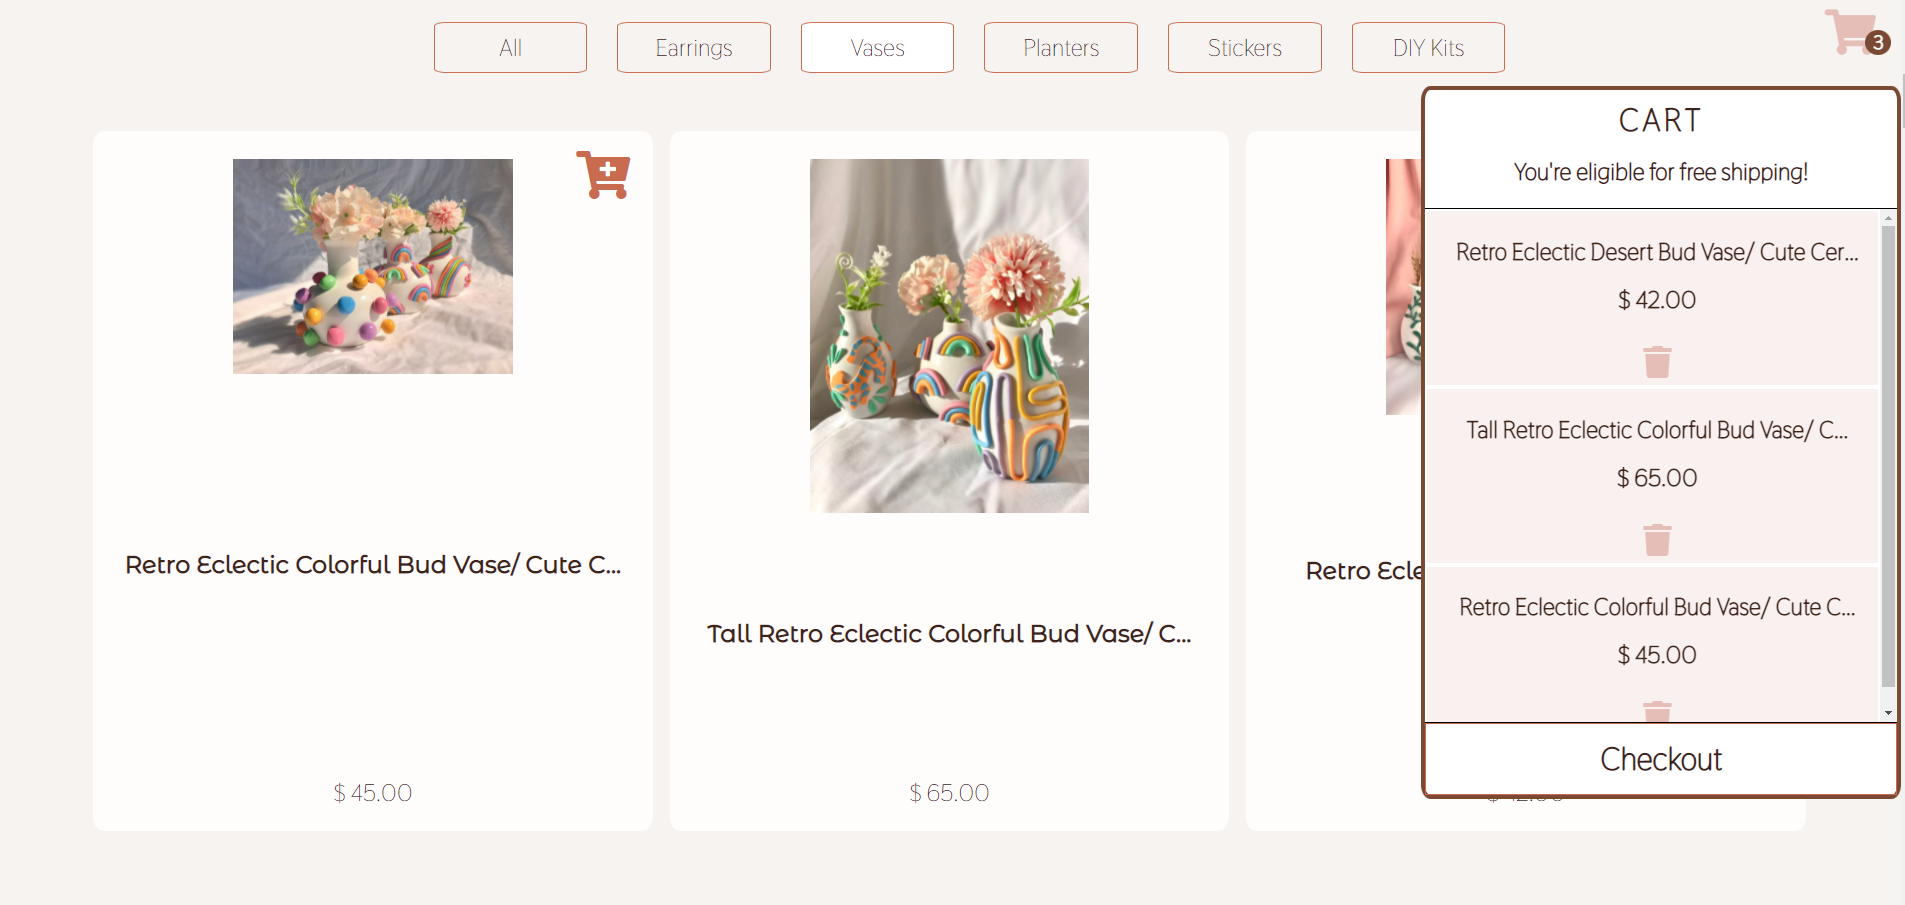 All
Earrings
Vases
Planters
Stickers
DIY Kits
3
CART
You're eligible for free shipping!
Retro Eclectic Desert Bud Vase/ Cute Cer...
$ 42.00
Tall Retro Eclectic Colorful Bud Vase/ C...
$ 65.00
Retro Eclectic Colorful Bud Vase/ Cute C...
$ 45.00
Checkout
Retro Eclectic Colorful Bud Vase/ Cute C...
$ 45.00
Tall Retro Eclectic Colorful Bud Vase/ C...
$ 65.00
Retro